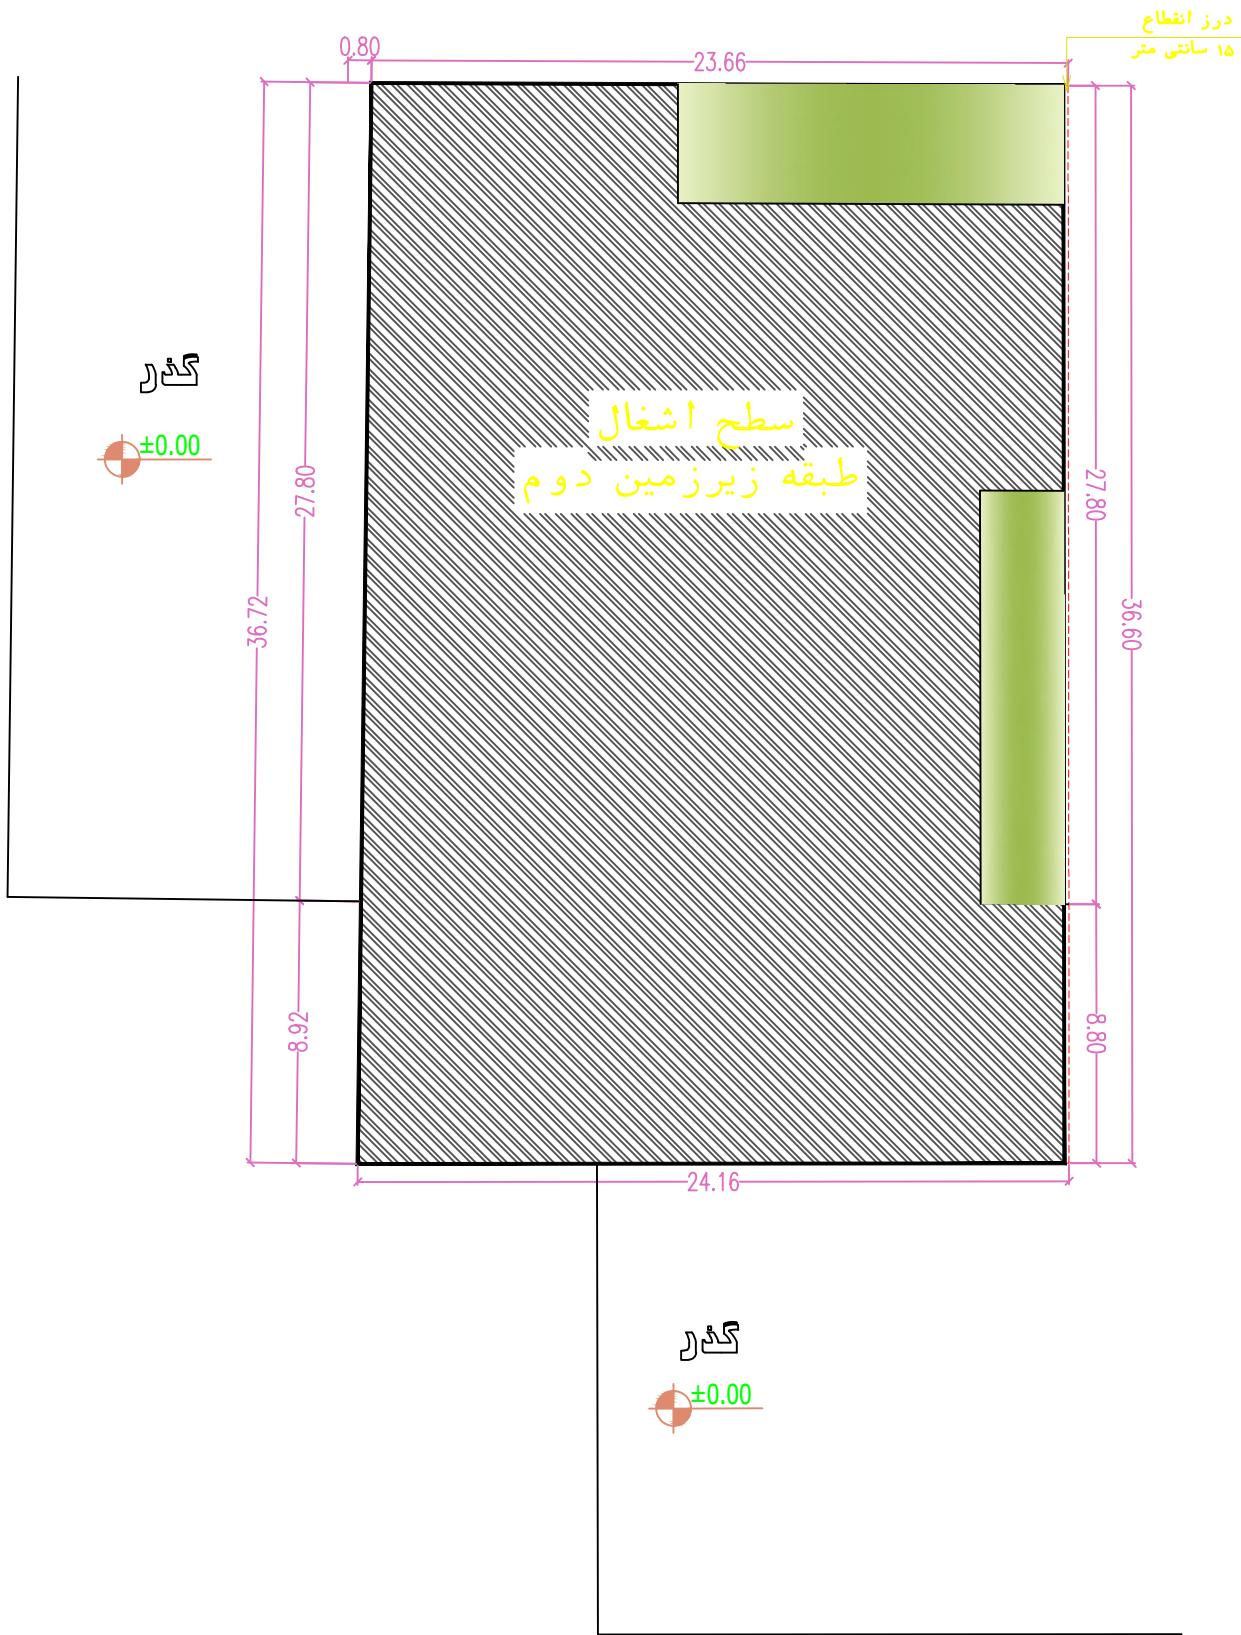 درز انقطاع
۱۵ سانتی متر
0.80
23.66
گذر
±0.00
سطح اشغال
طبقه زیرزمین دوم
27.80
27.80
36.72
36.60
8.92
8.80
24.16
گذر
±0.00